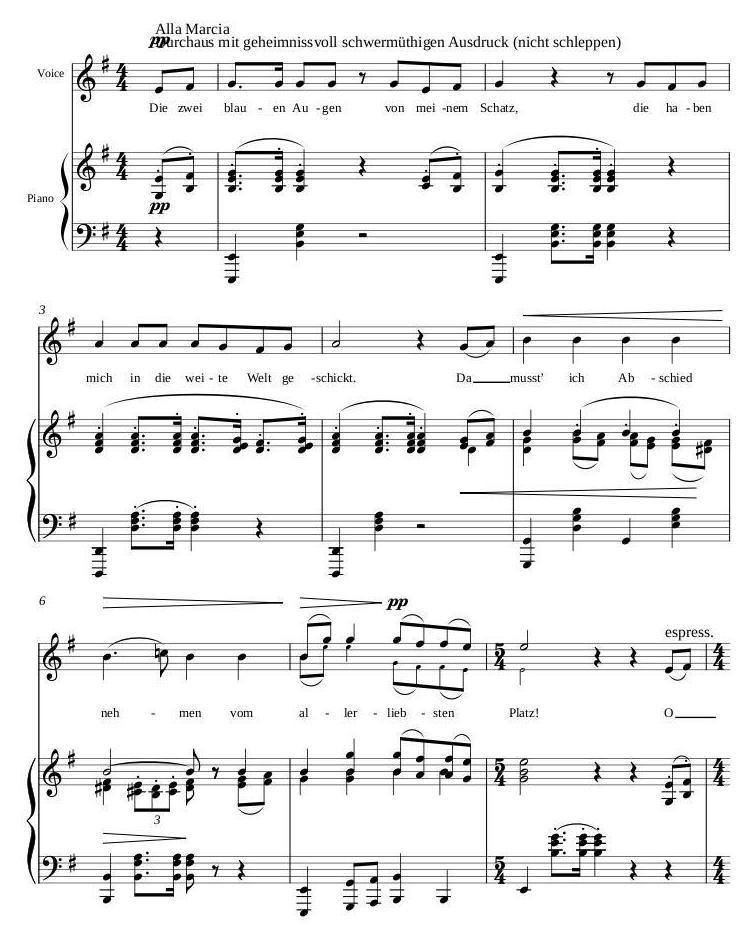 Alla Marcia
pp
Durchaus mit geheimnissvoll schwermüthigen Ausdruck (nicht schleppen)
Voice
Die zwei blau - en Au - gen von mei - nem Schatz, die ha - ben
Piano
pp
3
mich in die wei - te Welt ge - schickt. Da musst' ich Ab - schied
6
pp
espress.
neh - men vom al - ler - lieb - sten Platz! O
3